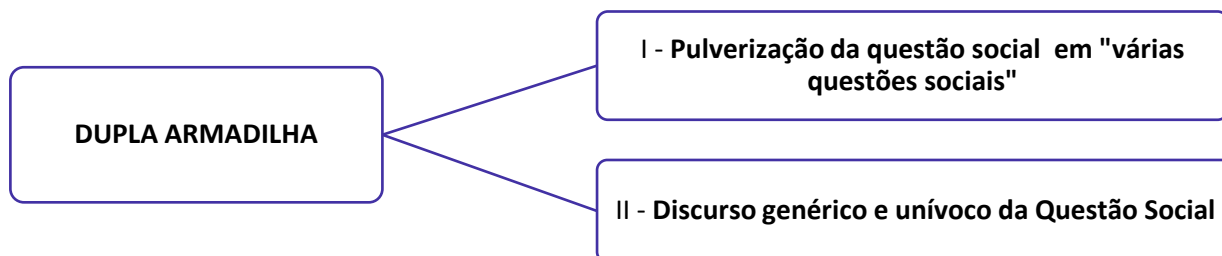 I - Pulverização da questão social em "várias
questões sociais"
DUPLA ARMADILHA
II - Discurso genérico e unívoco da Questão Social